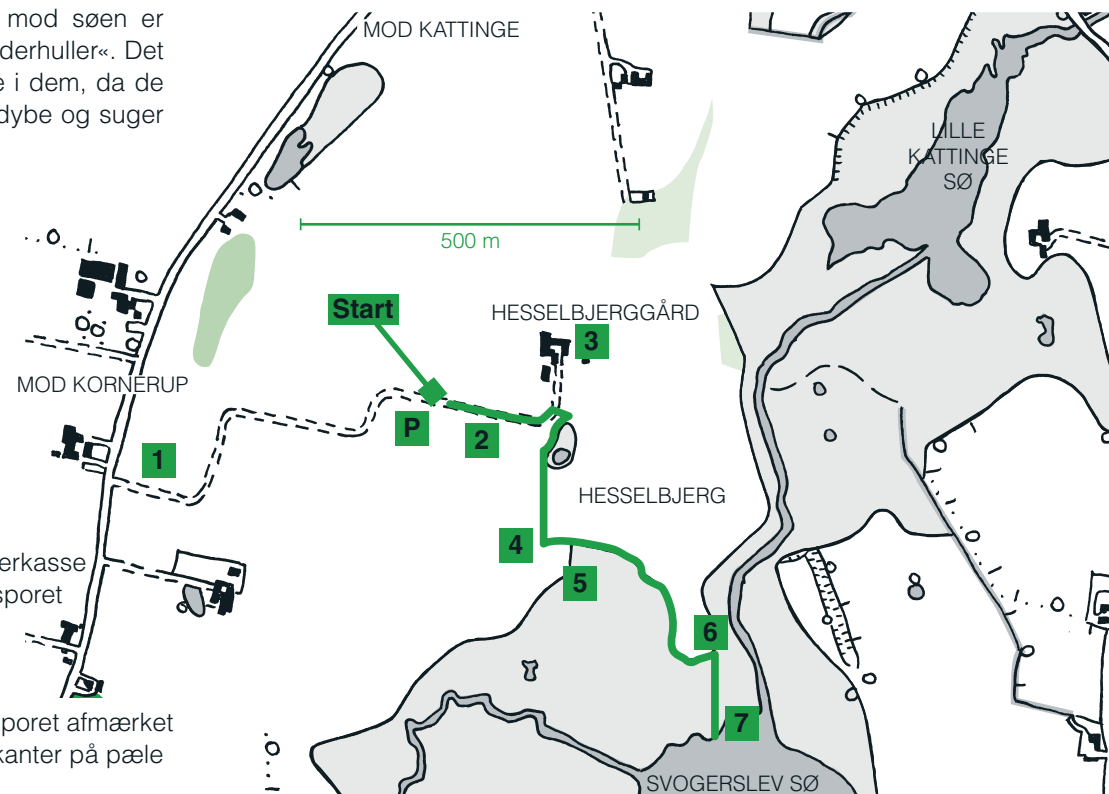 mod søen er
derhuller«. Det
e i dem, da de
dybe og suger
MOD KATTINGE
LILLE
KATTINGE
SØ
500 m
Start
HESSELBJERGGÅRD
3
MOD KORNERUP
P
2
1
HESSELBJERG
4
5
erkasse
sporet
6
7
poret afmærket
kanter på pæle
SVOGERSLEV SØ